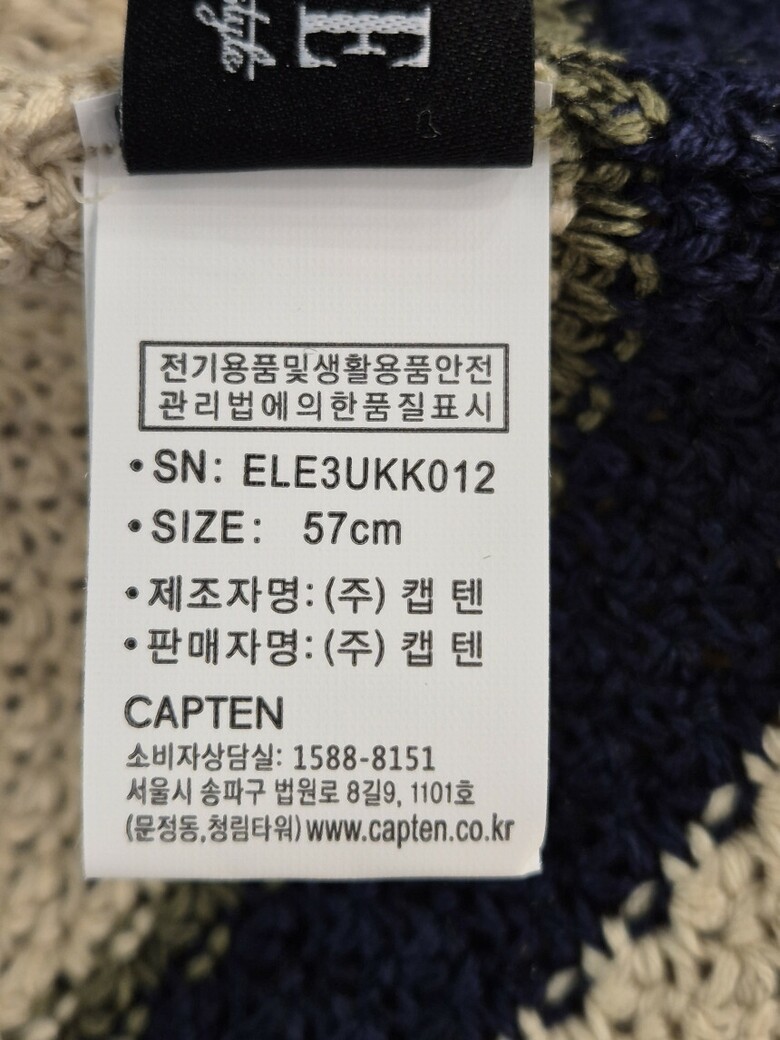 Style
E
전기용품및생활용품안전
관리법에의한품질표시
•SN: ELE3UKK012
•SIZE: 57cm
•제조자명:(주) 캡 텐
•판매자명:(주) 캡 텐
CAPTEN
소비자상담실: 1588-8151
서울시 송파구 법원로 8길9, 1101호
(문정동,청림타워)www.capten.co.kr